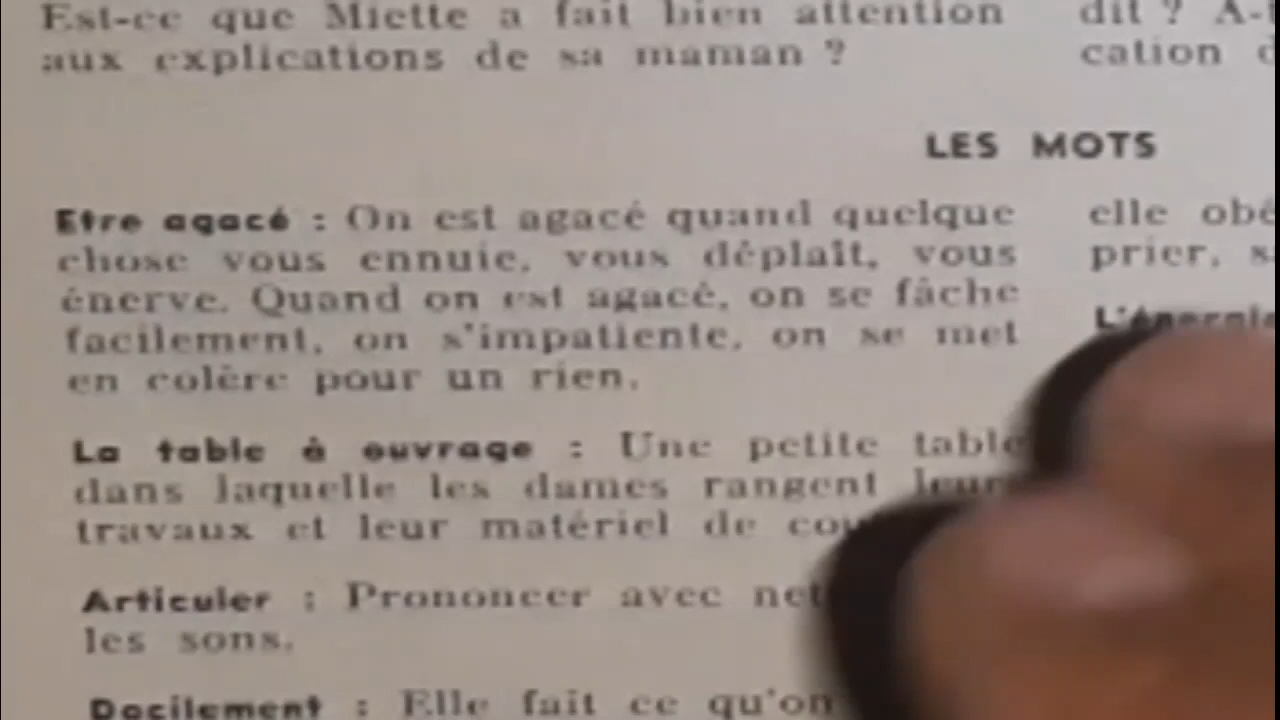 Est-ce que Miette a fait bien attention
aux explications de sa maman ?
dit ?
cation
LES MOTS
Etre agacé : On est agacé quand quelque
chose vous ennuie, vous déplaît, vous
énerve. Quand on est agacé, on se fâche
facilement, on s'impatiente, on se met
en colère pour un rien.
La table à ouvrage : Une petite table
dans laquelle les dames rangent leurs
travaux et leur matériel de
Articuler : Prononcer avec
les sons.
Docilement : Elle fait ce qu'on
elle
prier,